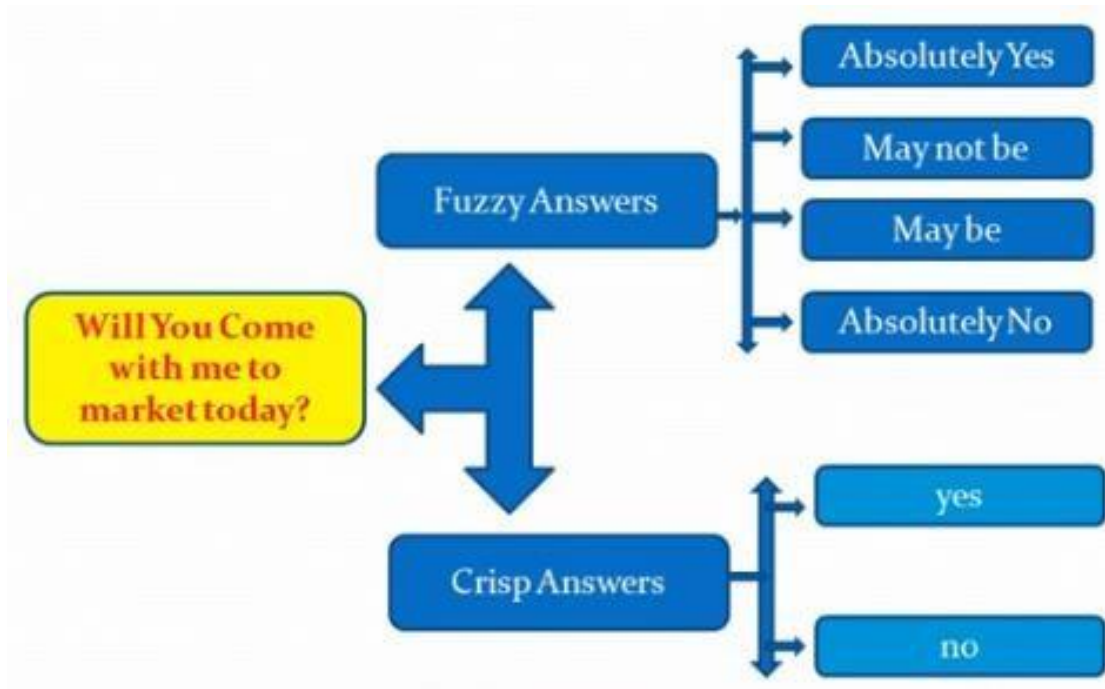 Will You Come
with me to
market today?
Fuzzy Answers
Absolutely Yes
May not be
May be
Absolutely No
Crisp Answers
yes
no